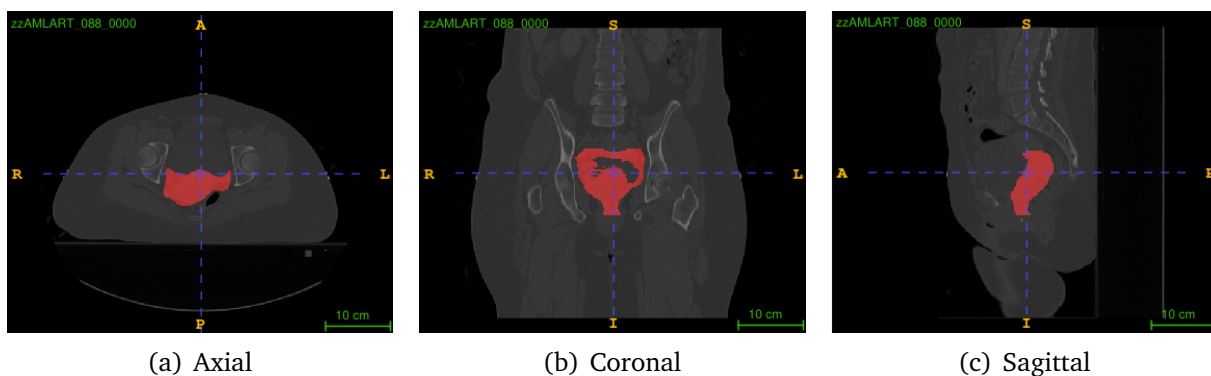 zzAMLART_088_0000
A
R
L
P
10 cm
zzAMLART_088_0000
S
R
L
I
10 cm
zzAMLART_088_0000
S
A
P
I
10 cm
(a) Axial
(b) Coronal
(c) Sagittal